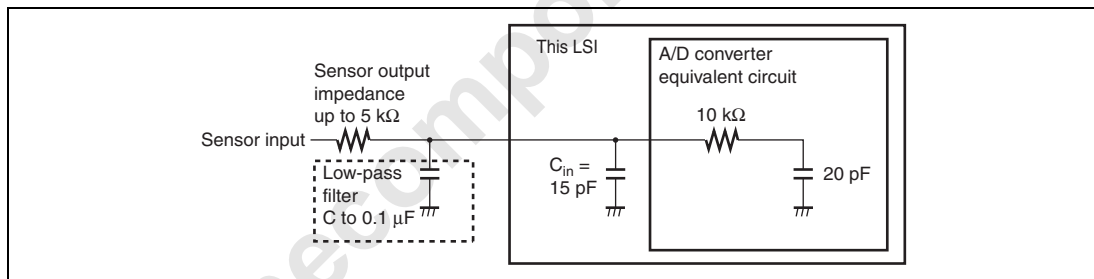 This LSI
A/D converter
equivalent circuit
Sensor output
impedance
up to 5 kΩ
10 kΩ
Sensor input
Low-pass
filter
C to 0.1 μF
Cin =
15 pF
20 pF